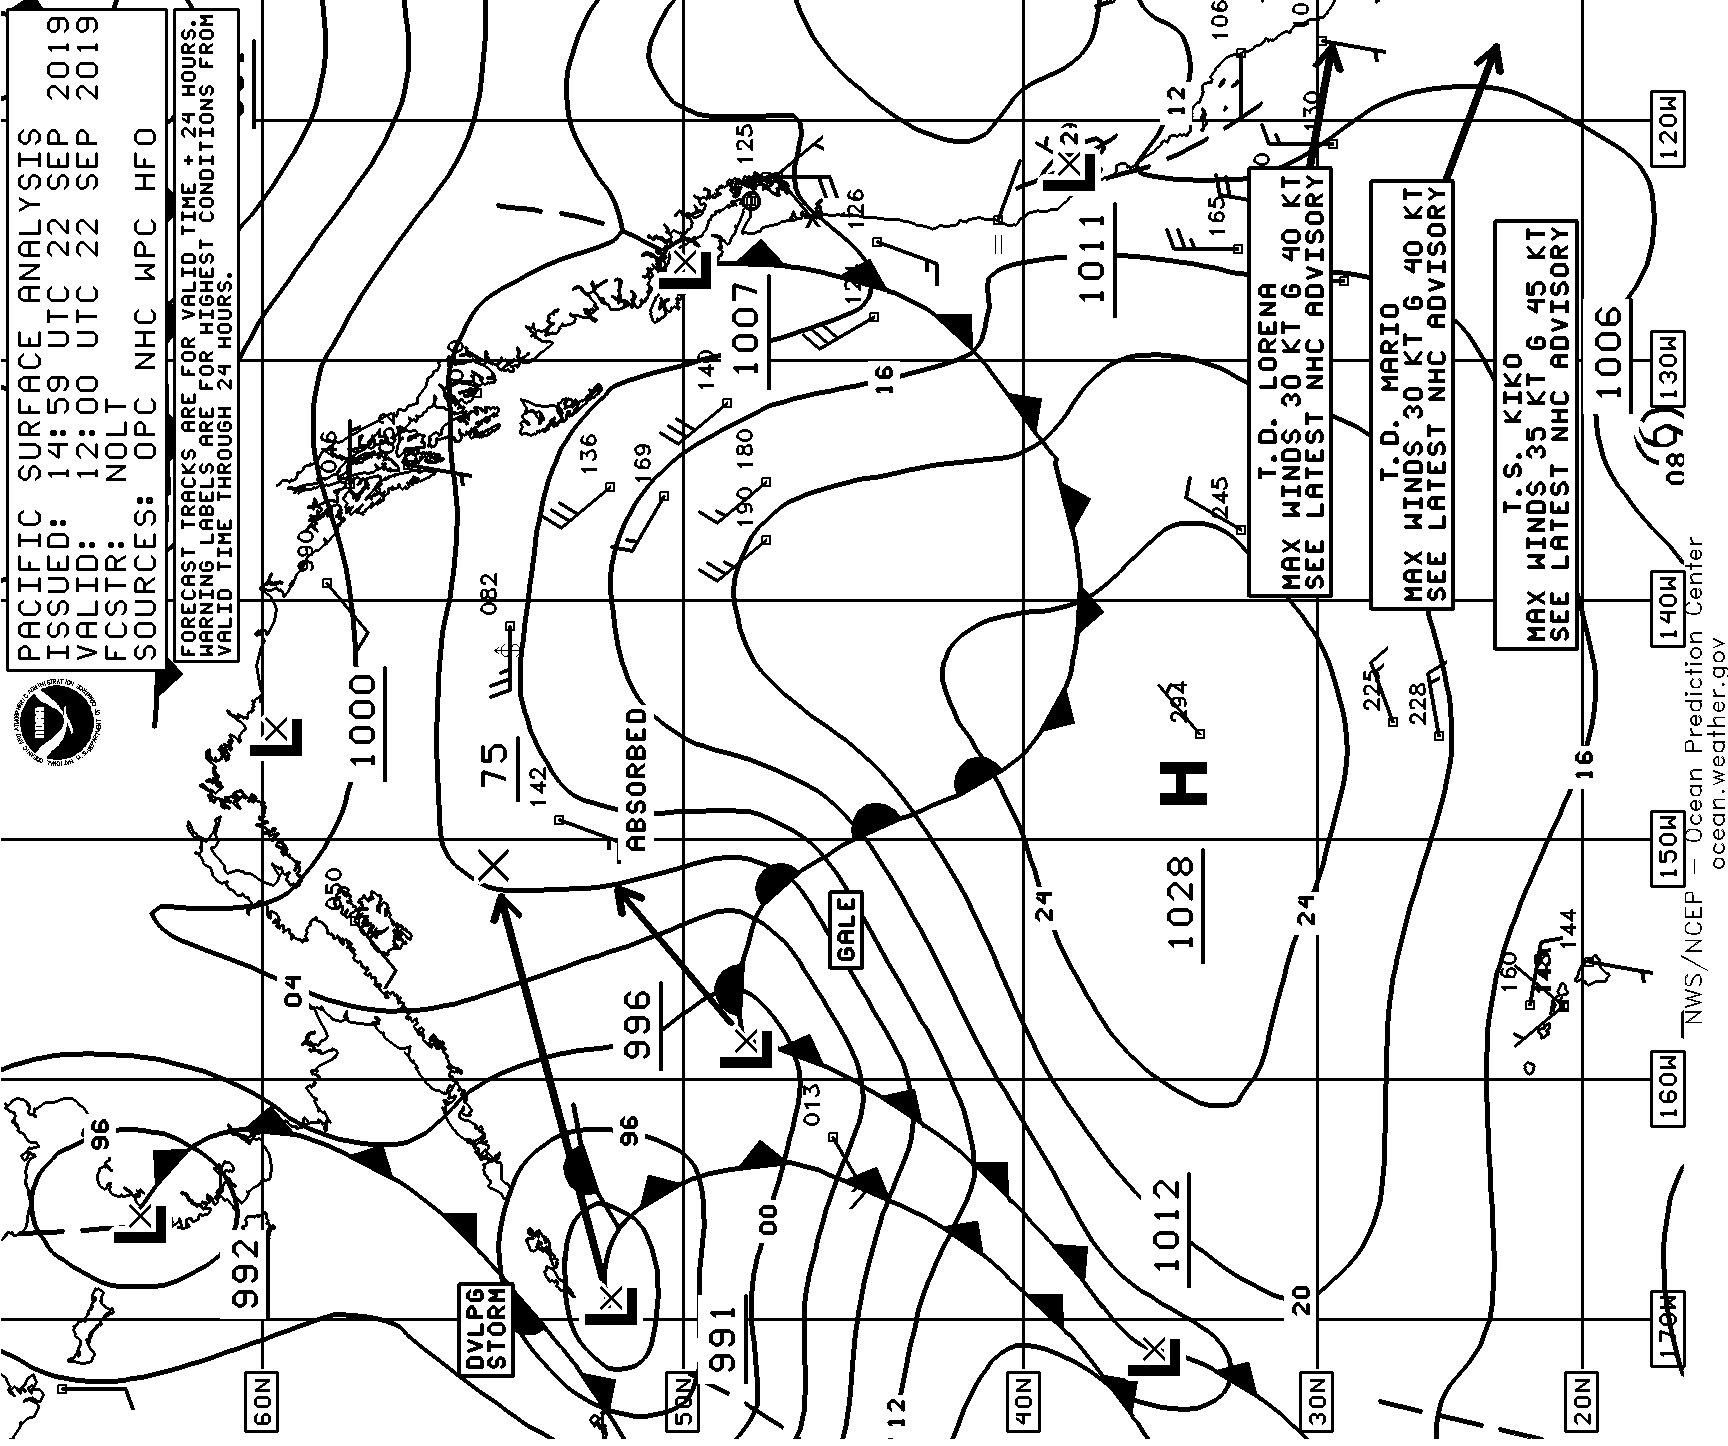 PACIFIC SURFACE ANALYSIS
ISSUED: 14:59 UTC 22 SEP 2019
VALID: 12:00 UTC 22 SEP 2019
FCSTR: NOLT
SOURCES: OPC NHC WPC HFO
FORECAST TRACKS ARE FOR VALID TIME + 24 HOURS.
WARNING LABELS ARE FOR HIGHEST CONDITIONS FROM
VALID TIME THROUGH 24 HOURS.
NOAA
990
1000
082
75
142
ABSORBED
136
169
140
180
190
125
126
1007
16
12
1011
165
130
106
T.D. LORENA
MAX WINDS 30 KT G 40 KT
SEE LATEST NHC ADVISORY
T.D. MARIO
MAX WINDS 30 KT G 40 KT
SEE LATEST NHC ADVISORY
T.S. KIKO
MAX WINDS 35 KT G 45 KT
SEE LATEST NHC ADVISORY
1006
089
245
294
225
228
H
1028
24
24
16
GALE
996
04
050
96
992
DVLPG
STORM
96
991
00
013
12
1012
20
160
144
L
L
L
L
L
L
L
60N
50N
40N
30N
20N
120W
130W
140W
150W
160W
170W
NWS/NCEP – Ocean Prediction Center
ocean.weather.gov